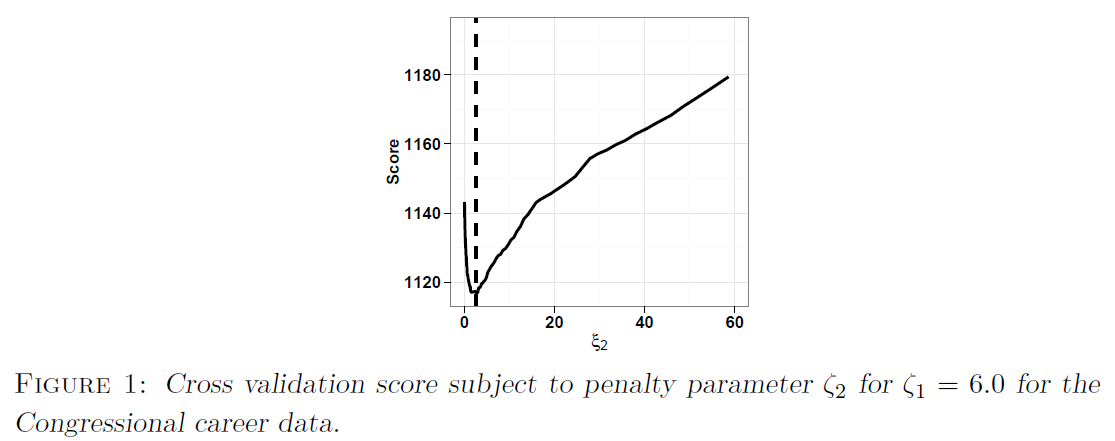 1180
1160
1140
1120
Score
0 20 40 60
ξ2
FIGURE 1: Cross validation score subject to penalty parameter ζ2 for ζ1 = 6.0 for the
Congressional career data.